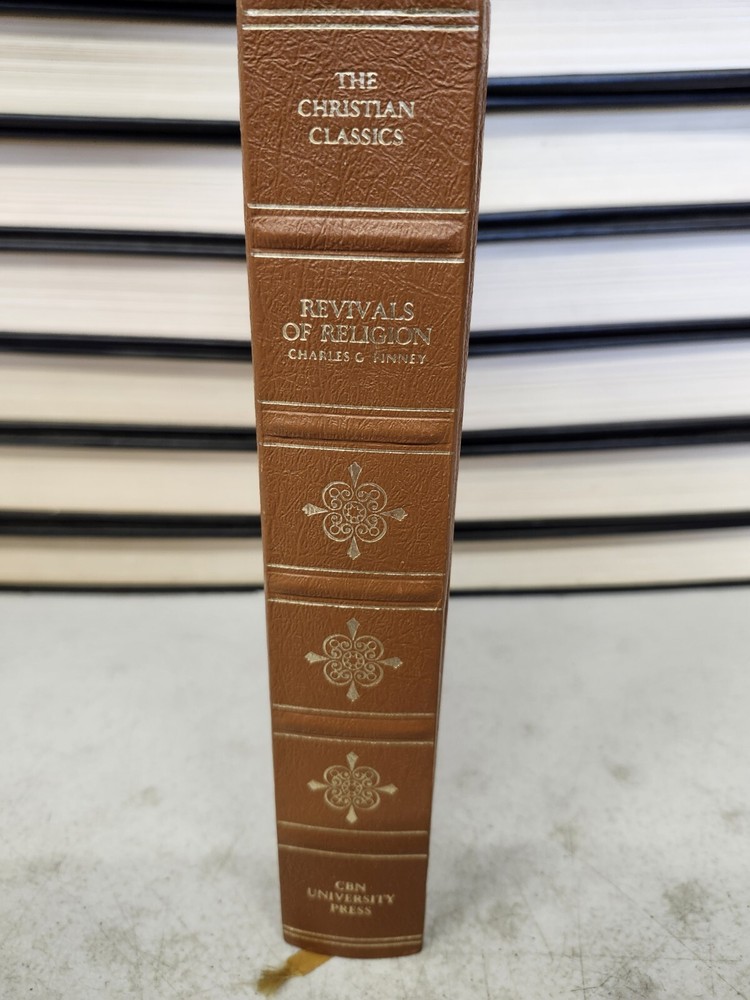 THE
CHRISTIAN
CLASSICS
REVIVALS
OF RELIGION
CHARLES G FINNEY
CBN
UNIVERSITY
PRESS